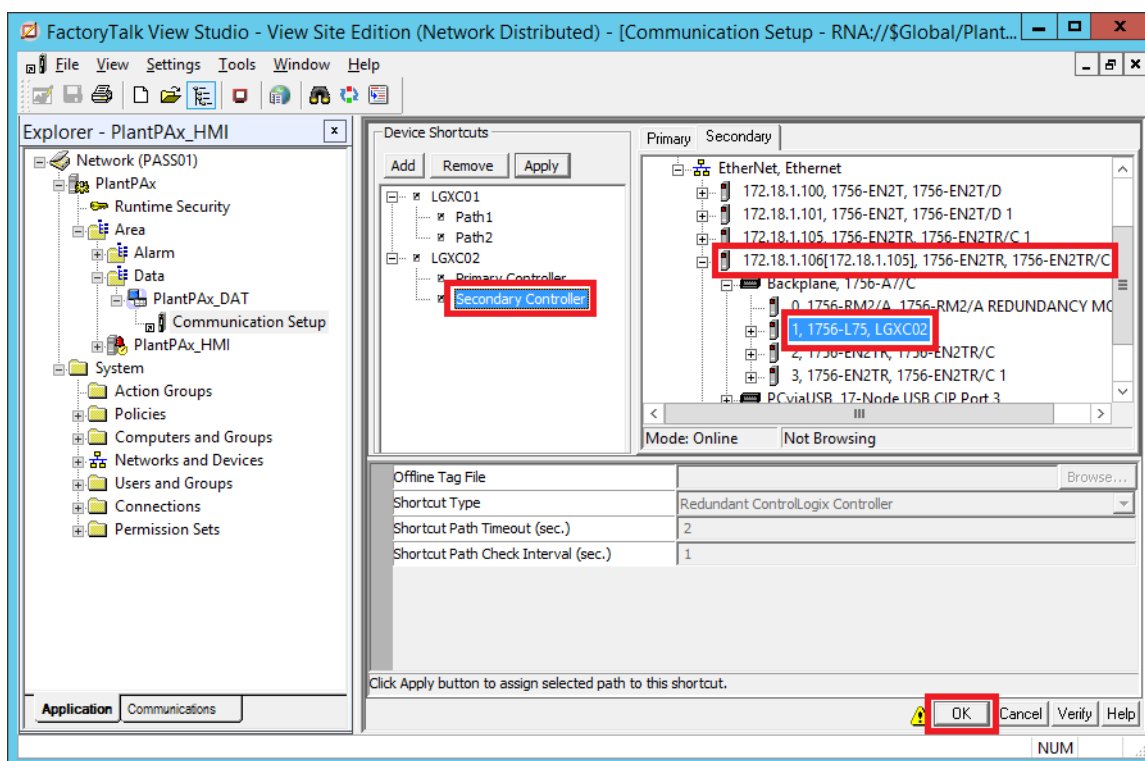 FactoryTalk View Studio - View Site Edition (Network Distributed) - [Communication Setup - RNA://$Global/Plant...
File View Settings Tools Window Help
Explorer - PlantPAx_HMI
Network (PASS01)
PlantPAx
Runtime Security
Area
Alarm
Data
PlantPAx_DAT
Communication Setup
PlantPAx_HMI
System
Action Groups
Policies
Computers and Groups
Networks and Devices
Users and Groups
Connections
Permission Sets
Application Communications
Device Shortcuts
Add Remove Apply
LGXC01
Path1
Path2
LGXC02
Primary Controller
Secondary Controller
Primary Secondary
EtherNet, Ethernet
172.18.1.100, 1756-EN2T, 1756-EN2T/D
172.18.1.101, 1756-EN2T, 1756-EN2T/D 1
172.18.1.105, 1756-EN2TR, 1756-EN2TR/C 1
172.18.1.106[172.18.1.105], 1756-EN2TR, 1756-EN2TR/C
Backplane, 1756-A7/C
0, 1756-RM2/A, 1756-RM2/A REDUNDANCY MO
1, 1756-L75, LGXC02
2, 1756-EN2TR, 1756-EN2TR/C
3, 1756-EN2TR, 1756-EN2TR/C 1
PCviaUSB, 17-Node USB CIP Port 3
Mode: Online Not Browsing
Offline Tag File Browse...
Shortcut Type Redundant ControlLogix Controller
Shortcut Path Timeout (sec.) 2
Shortcut Path Check Interval (sec.) 1
Click Apply button to assign selected path to this shortcut.
OK Cancel Verify Help
NUM